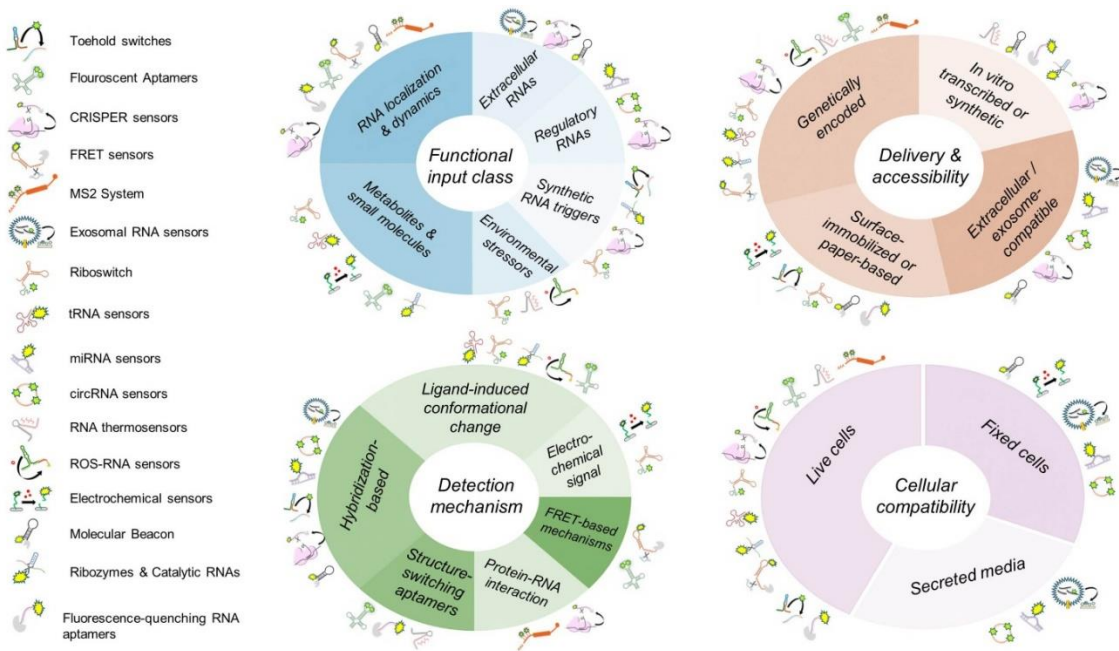 Toehold switches
Flouroscent Aptamers
CRISPER sensors
FRET sensors
MS2 System
Exosomal RNA sensors
Riboswitch
tRNA sensors
miRNA sensors
circRNA sensors
RNA thermosensors
ROS-RNA sensors
Electrochemical sensors
Molecular Beacon
Ribozymes & Catalytic RNAs
Fluorescence-quenching RNA
aptamers
Functional
input class
RNA localization
& dynamics
Extracellular
RNAs
Regulatory
RNAs
Synthetic
RNA triggers
Environmental
stressors
Metabolites &
small molecules
Delivery &
accessibility
Genetically
encoded
In vitro
transcribed or
synthetic
Extracellular /
exosome-
compatible
Surface-
immobilized or
paper-based
Detection
mechanism
Ligand-induced
conformational
change
Electro-
chemical
signal
FRET-based
mechanisms
Protein-RNA
interaction
Structure-
switching
aptamers
Hybridization-
based
Cellular
compatibility
Live cells
Fixed cells
Secreted media